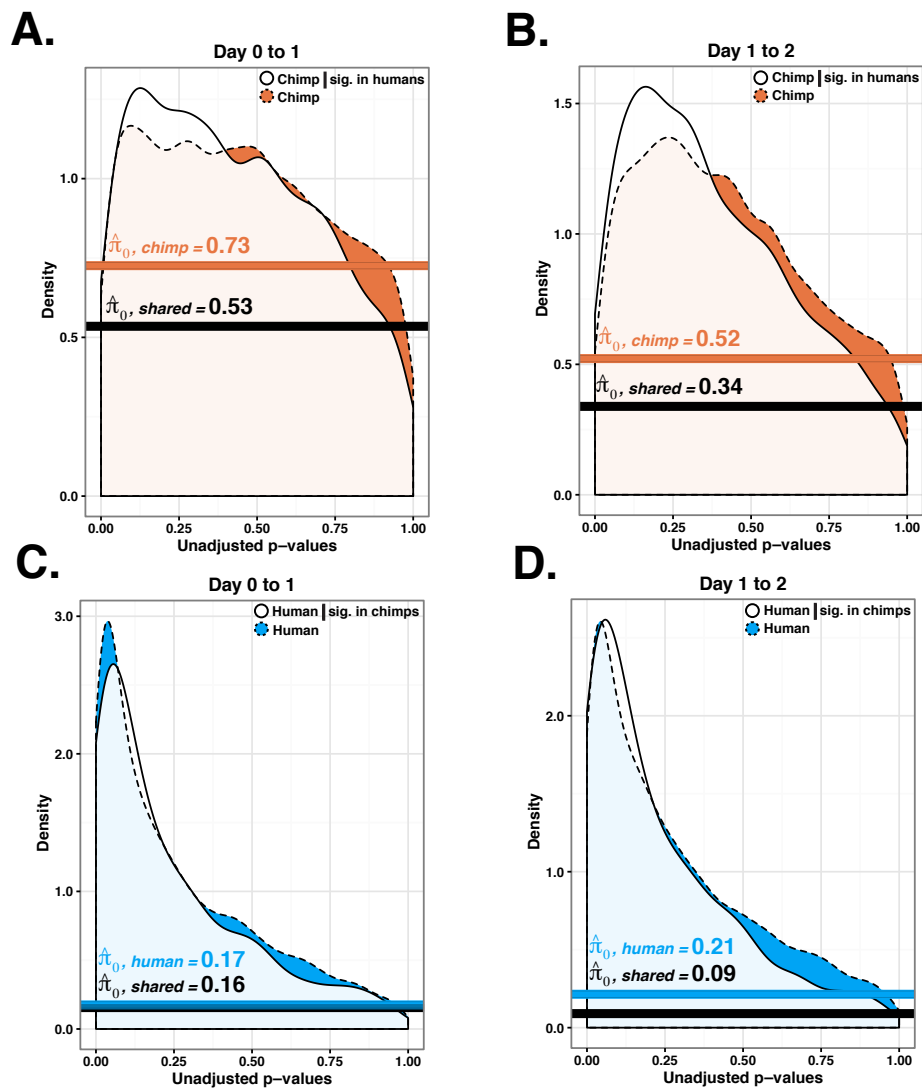 A.
Day 0 to 1
Chimp | sig. in humans
Chimp
1.0
0.5
0.0
Density
π̂0, chimp = 0.73
π̂0, shared = 0.53
0.00 0.25 0.50 0.75 1.00
Unadjusted p−values
B.
Day 1 to 2
Chimp | sig. in humans
Chimp
1.5
1.0
0.5
0.0
Density
π̂0, chimp = 0.52
π̂0, shared = 0.34
0.00 0.25 0.50 0.75 1.00
Unadjusted p−values
C.
Day 0 to 1
Human | sig. in chimps
Human
3.0
2.0
1.0
0.0
Density
π̂0, human = 0.17
π̂0, shared = 0.16
0.00 0.25 0.50 0.75 1.00
Unadjusted p−values
D.
Day 1 to 2
Human | sig. in chimps
Human
2.0
1.0
0.0
Density
π̂0, human = 0.21
π̂0, shared = 0.09
0.00 0.25 0.50 0.75 1.00
Unadjusted p−values